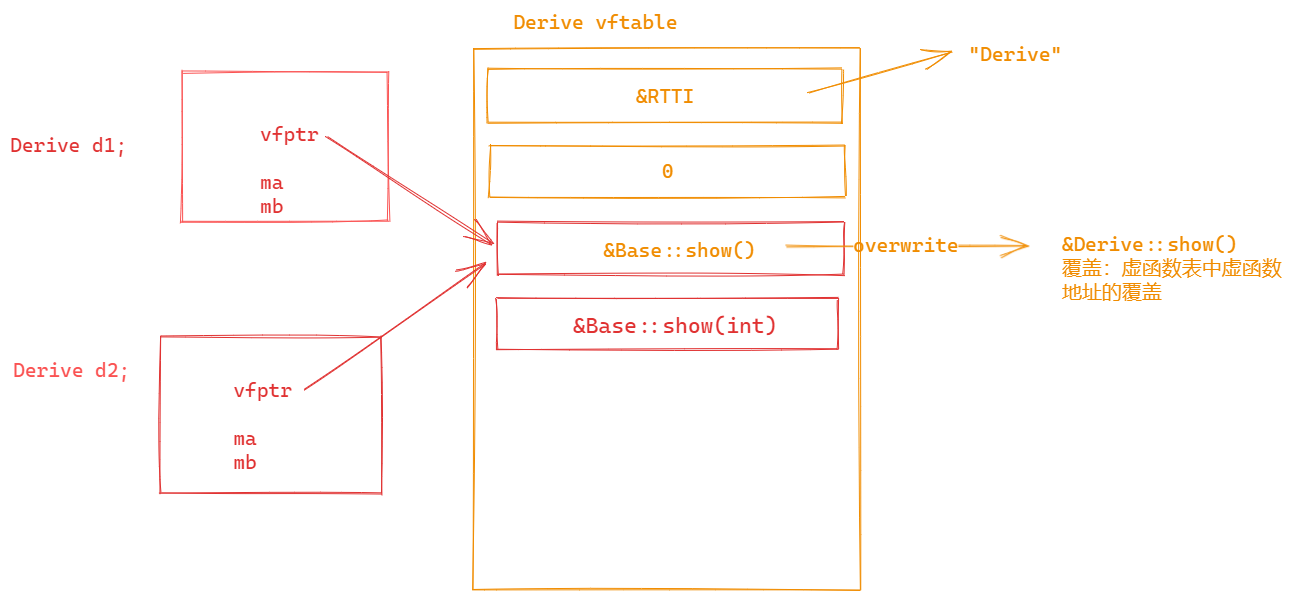 Derive vftable
"Derive"
&RTTI
Derive d1;
vfptr
ma
mb
0
&Base::show()
overwrite
&Derive::show()
覆盖：虚函数表中虚函数
地址的覆盖
&Base::show(int)
Derive d2;
vfptr
ma
mb